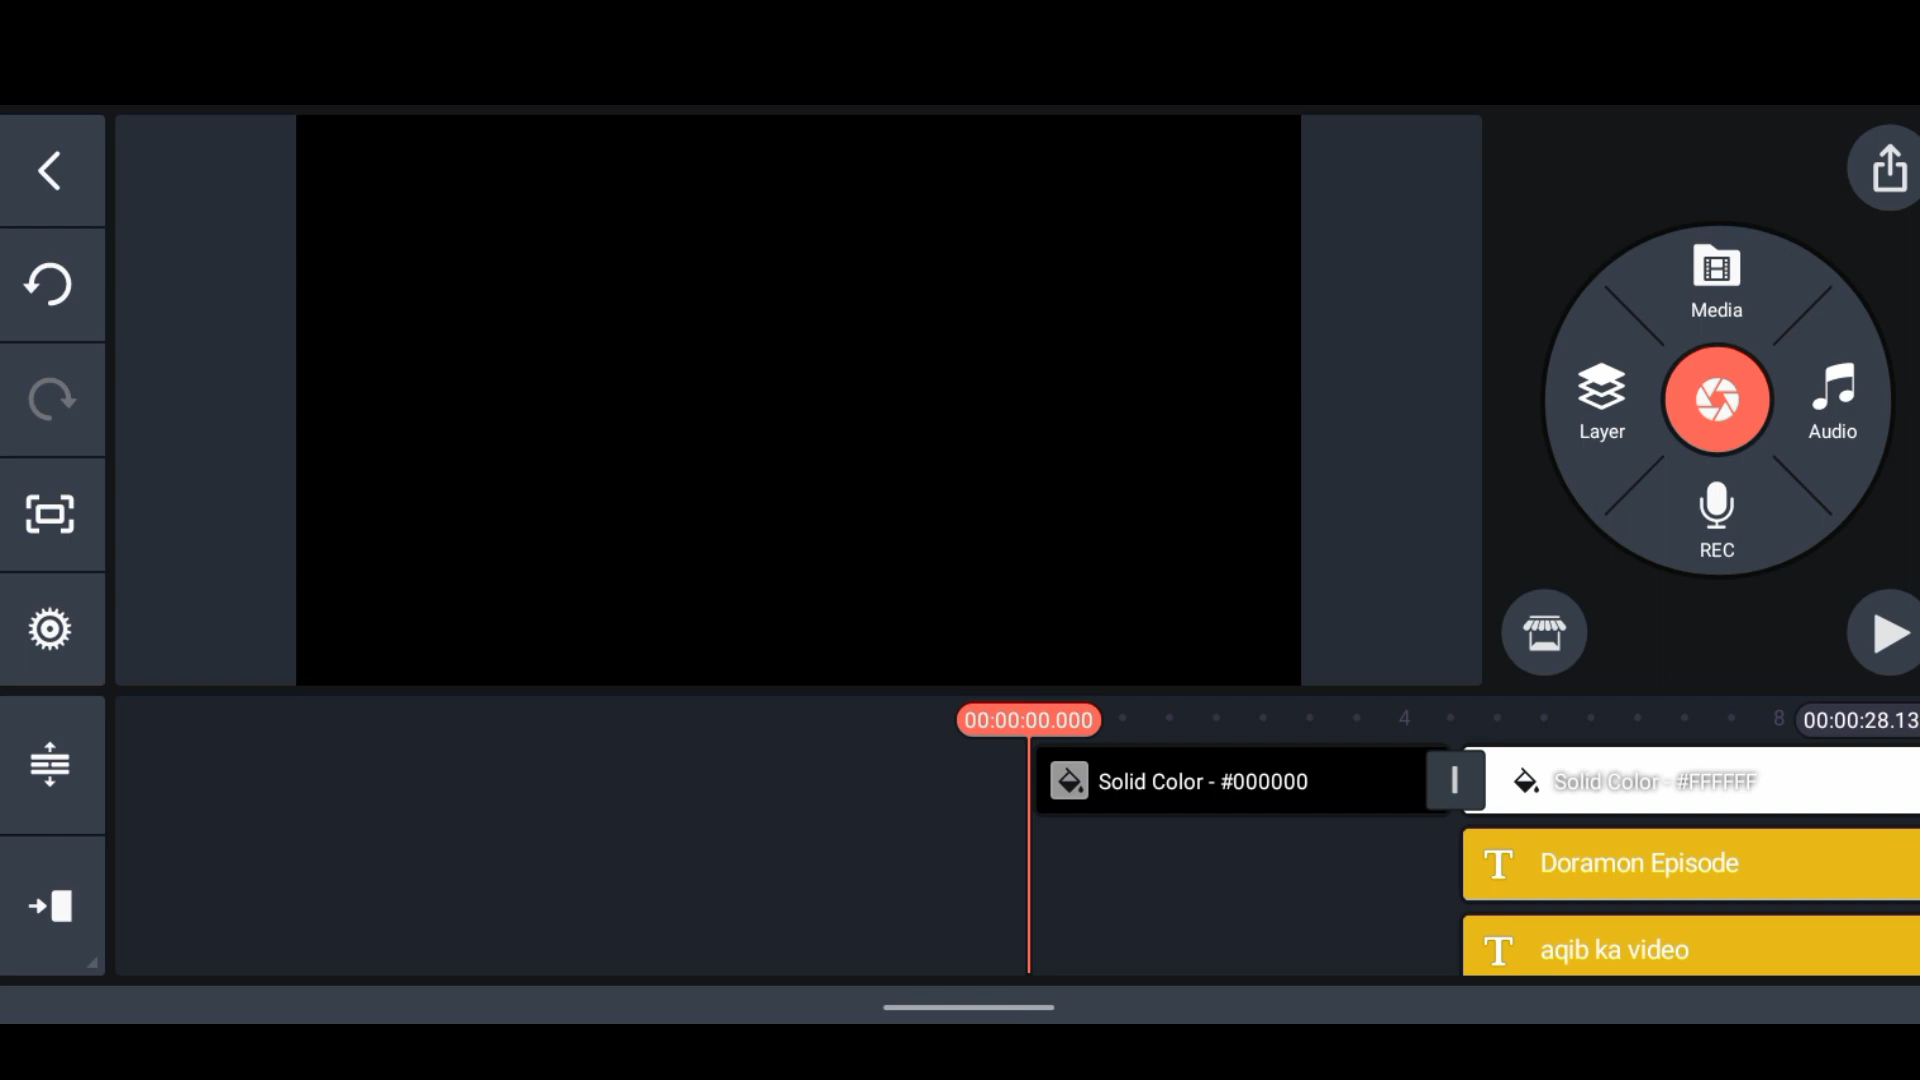 Media
Layer
Audio
REC
00:00:00.000
4
8
00:00:28.13
Solid Color - #000000
Solid Color - #FFFFFF
T Doramon Episode
T aqib ka video